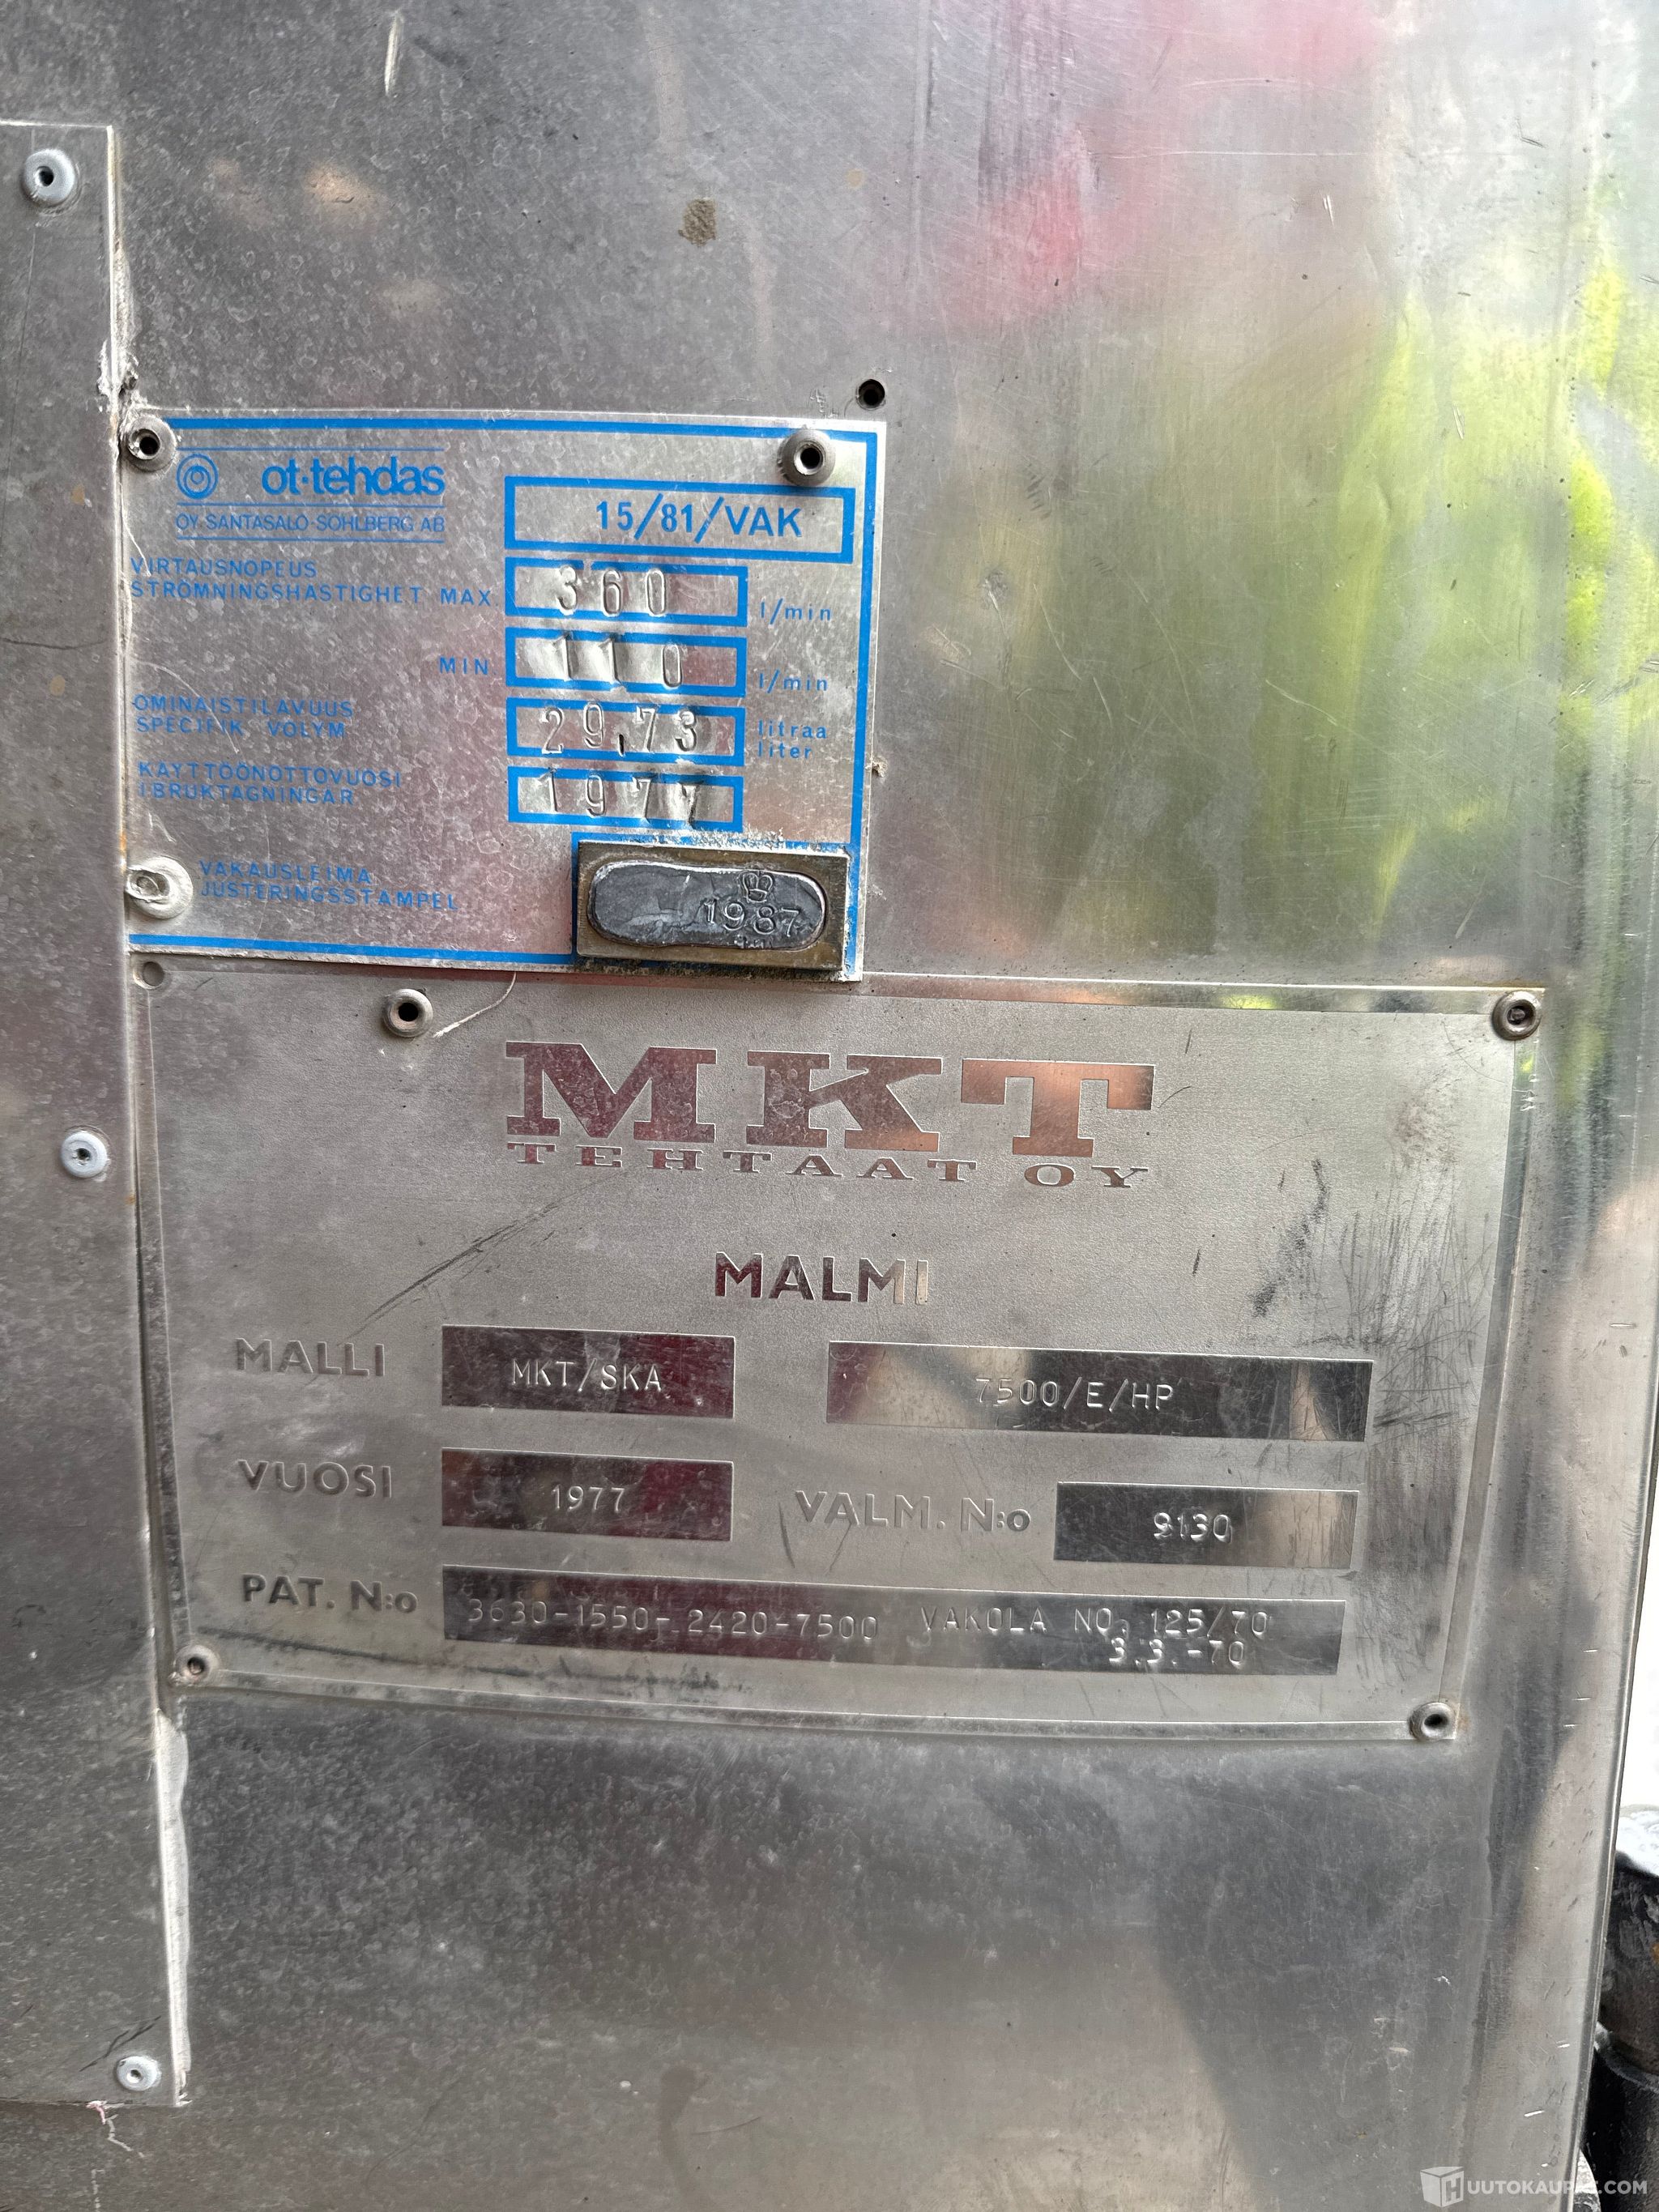 ot·tehdas
OY SANTASALO-SOHLBERG AB
15/81/VAK
VIRTAUSNOPEUS
STRÖMNINGSHASTIGHET MAX. 360 l/min
MIN. 110 l/min
OMINAISTILAVUUS
SPECIFIK VOLYM 29,73 litraa
liter
KÄYTTÖÖNOTTOVUOSI
I BRUKTAGNINGÅR 1977
VAKAUSLEIMA
JUSTERINGSSTÄMPEL
1987
MKT
TEHTAAT OY
MALMI
MALLI MKT/SKA 7500/E/HP
VUOSI 1977 VALM. N:o 9130
PAT. N:o 3630-1550-2420-7500 VAKOLA NO. 125/70
3.3.-70
HUUTOKAUPAT.COM